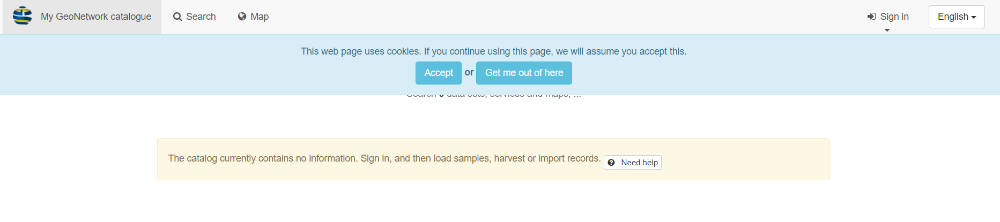 My GeoNetwork catalogue Search Map Sign in English
This web page uses cookies. If you continue using this page, we will assume you accept this.
Accept or Get me out of here
Search 0 data sets, services and maps, ...
The catalog currently contains no information. Sign in, and then load samples, harvest or import records. Need help